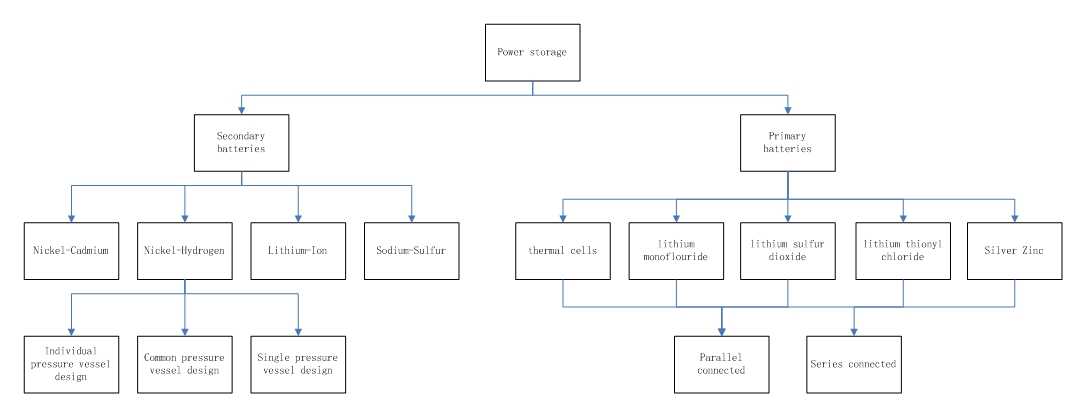 Power storage
Secondary
batteries
Primary
batteries
Nickel-Cadmium
Nickel-Hydrogen
Lithium-Ion
Sodium-Sulfur
thermal cells
lithium
monoflouride
lithium sulfur
dioxide
lithium thionyl
chloride
Silver Zinc
Individual
pressure vessel
design
Common pressure
vessel design
Single pressure
vessel design
Parallel
connected
Series connected